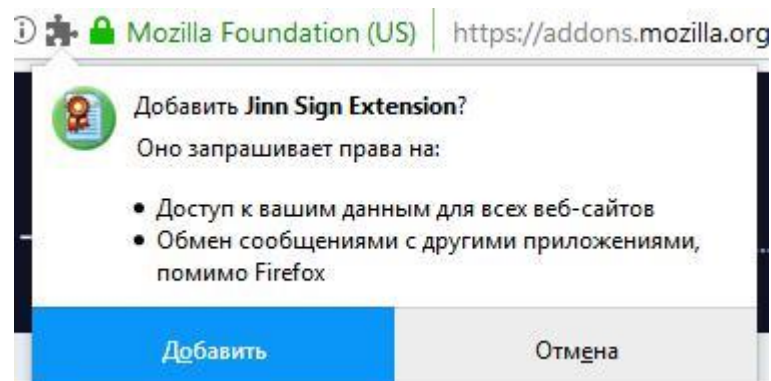 Mozilla Foundation (US) https://addons.mozilla.org
Добавить Jinn Sign Extension?
Оно запрашивает права на:
• Доступ к вашим данным для всех веб-сайтов
• Обмен сообщениями с другими приложениями,
помимо Firefox
Добавить Отмена